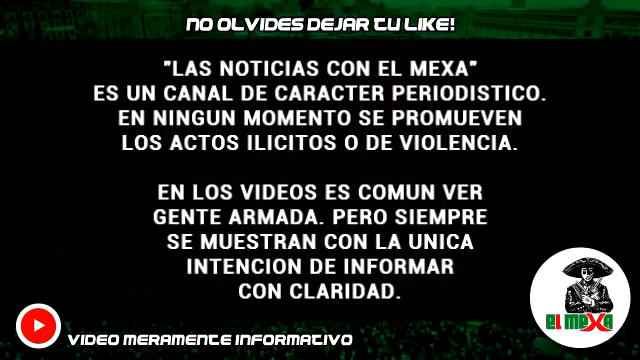 NO OLVIDES DEJAR TU LIKE!
"LAS NOTICIAS CON EL MEXA"
ES UN CANAL DE CARACTER PERIODISTICO.
EN NINGUN MOMENTO SE PROMUEVEN
LOS ACTOS ILICITOS O DE VIOLENCIA.
EN LOS VIDEOS ES COMUN VER
GENTE ARMADA. PERO SIEMPRE
SE MUESTRAN CON LA UNICA
INTENCION DE INFORMAR
CON CLARIDAD.
EL MEXA
VIDEO MERAMENTE INFORMATIVO